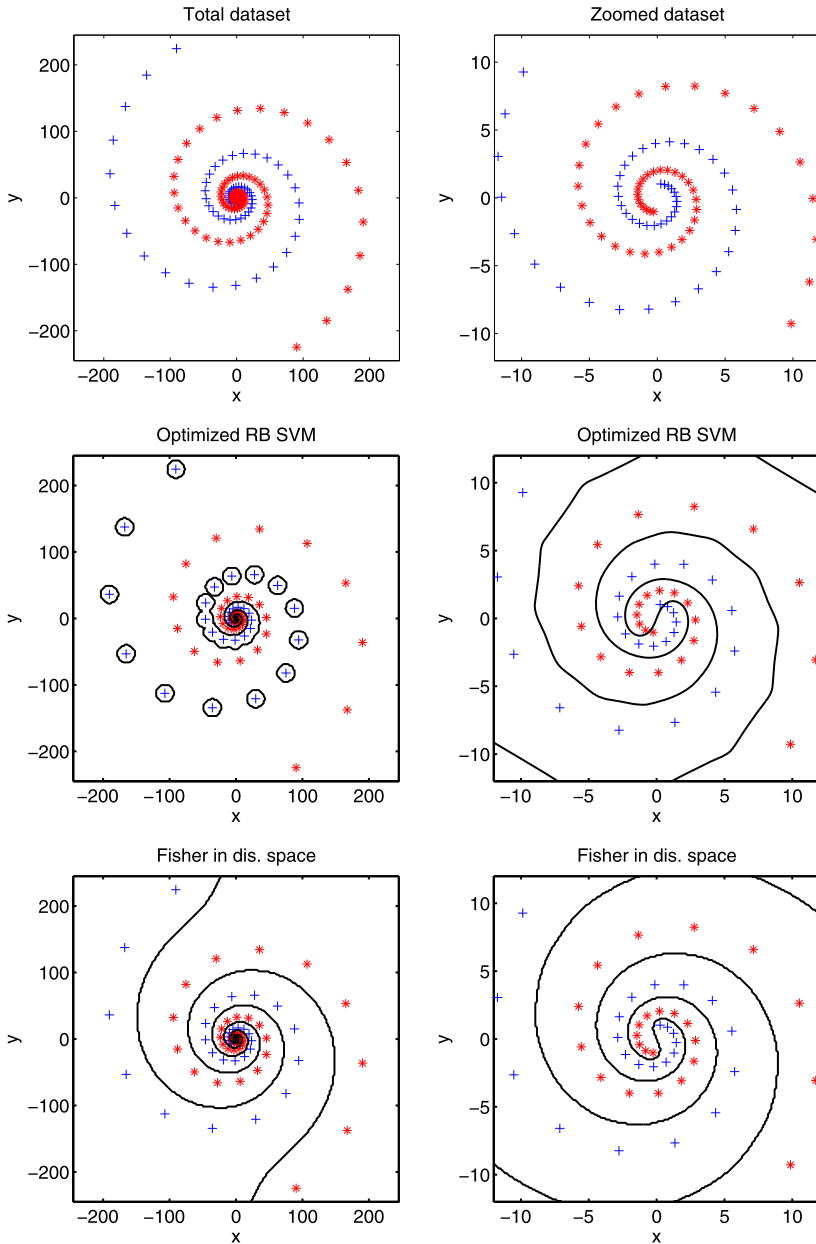 Total dataset
200
100
0
−100
−200
y
−200 −100 0 100 200
x
Zoomed dataset
10
5
0
−5
−10
y
−10 −5 0 5 10
x
Optimized RB SVM
200
100
0
−100
−200
y
−200 −100 0 100 200
x
Optimized RB SVM
10
5
0
−5
−10
y
−10 −5 0 5 10
x
Fisher in dis. space
200
100
0
−100
−200
y
−200 −100 0 100 200
x
Fisher in dis. space
10
5
0
−5
−10
y
−10 −5 0 5 10
x